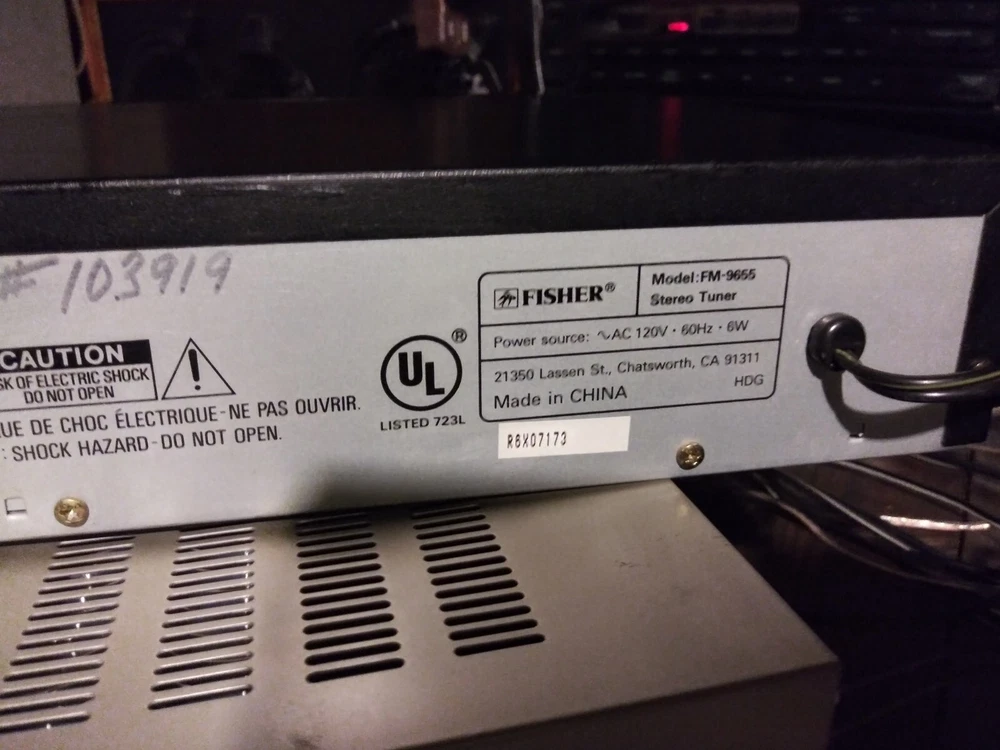 #103919
CAUTION
SK OF ELECTRIC SHOCK
DO NOT OPEN
!
UE DE CHOC ÉLECTRIQUE-NE PAS OUVRIR.
: SHOCK HAZARD-DO NOT OPEN.
UL ®
LISTED 723L
FISHER®
Model:FM-9655
Stereo Tuner
Power source: ∿AC 120V · 60Hz · 6W
21350 Lassen St., Chatsworth, CA 91311
Made in CHINA
HDG
R6X07173